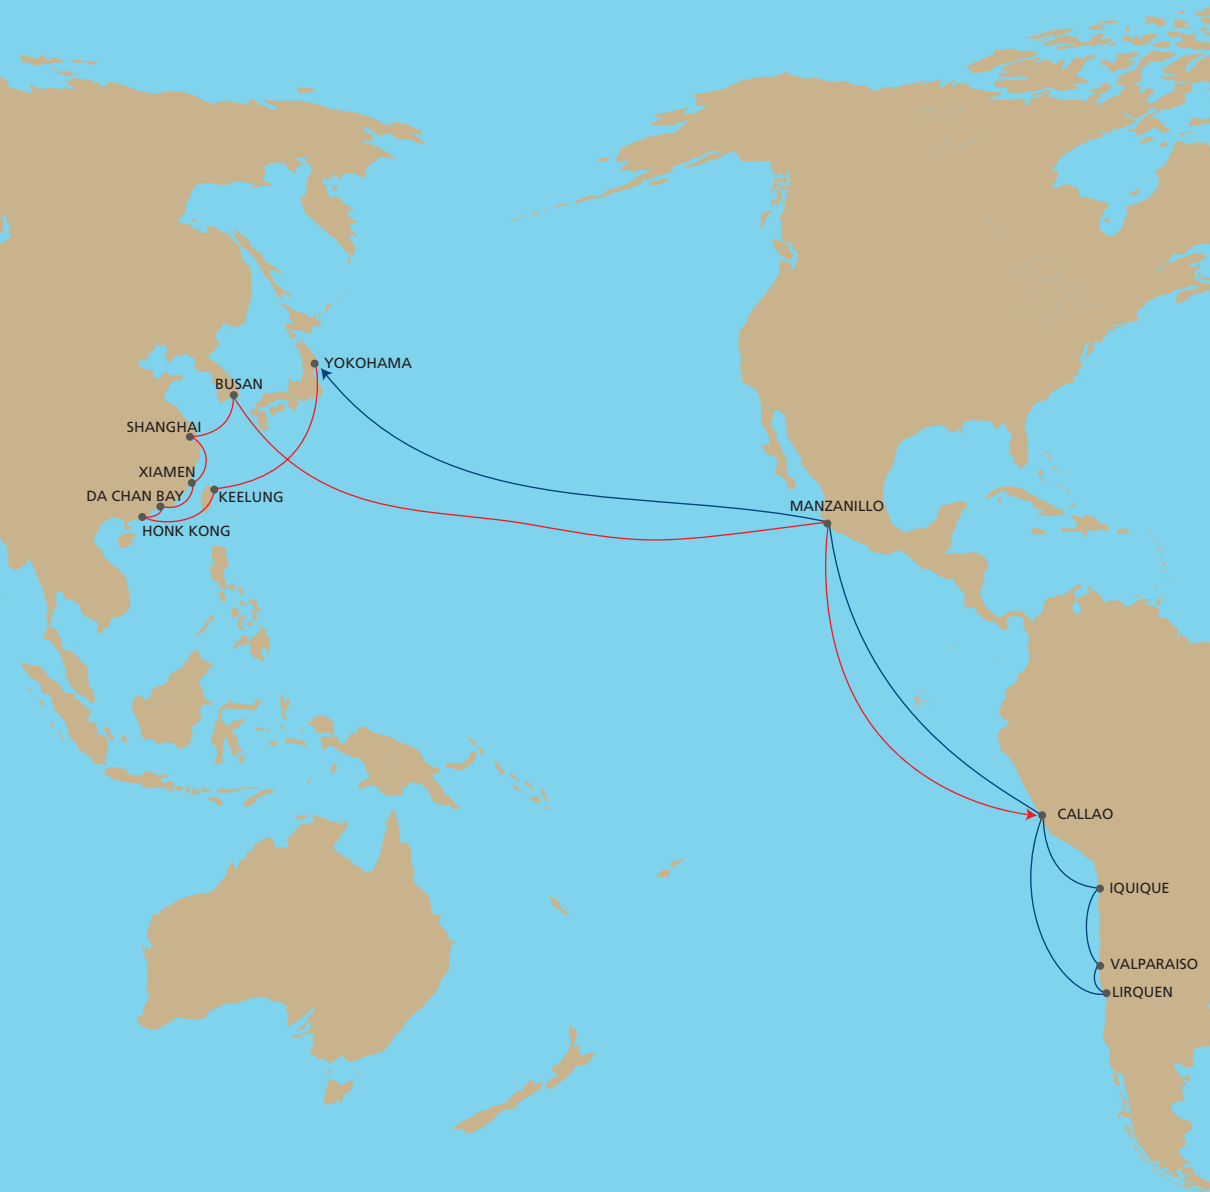 YOKOHAMA
BUSAN
SHANGHAI
XIAMEN
DA CHAN BAY
KEELUNG
HONK KONG
MANZANILLO
CALLAO
IQUIQUE
VALPARAISO
LIRQUEN